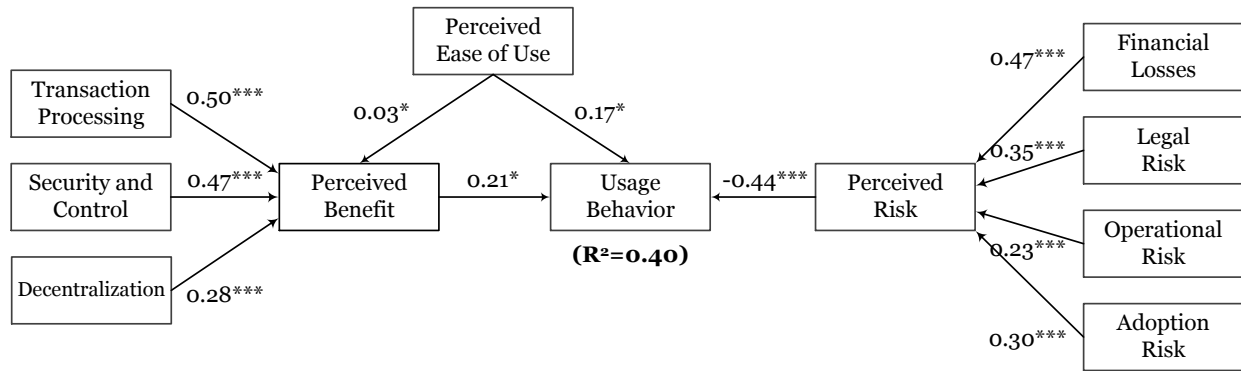 Perceived
Ease of Use
Financial
Losses
0.47***
Transaction
Processing
0.50***
0.03*
0.17*
Legal
Risk
0.35***
Security and
Control
0.47***
Perceived
Benefit
0.21*
Usage
Behavior
-0.44***
Perceived
Risk
(R²=0.40)
Operational
Risk
0.23***
Decentralization
0.28***
Adoption
Risk
0.30***